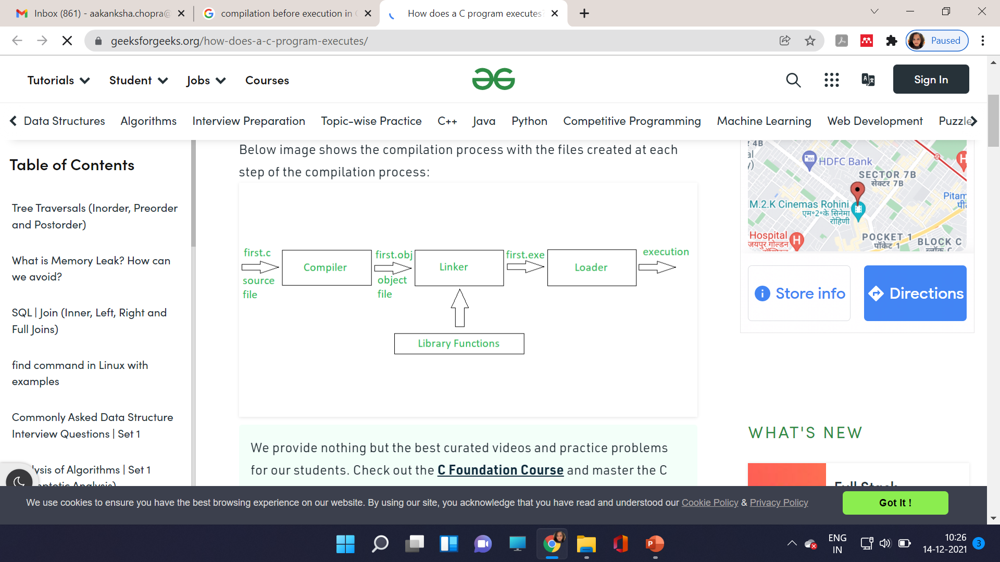 Inbox (861) - aakanksha.chopra@
compilation before execution in
How does a C program executes
geeksforgeeks.org/how-does-a-c-program-executes/
Paused
Tutorials Student Jobs Courses
Sign In
Data Structures Algorithms Interview Preparation Topic-wise Practice C++ Java Python Competitive Programming Machine Learning Web Development Puzzle
Table of Contents
Tree Traversals (Inorder, Preorder
and Postorder)
What is Memory Leak? How can
we avoid?
SQL | Join (Inner, Left, Right and
Full Joins)
find command in Linux with
examples
Commonly Asked Data Structure
Interview Questions | Set 1
lysis of Algorithms | Set 1
Below image shows the compilation process with the files created at each
step of the compilation process:
first.c
source
file
Compiler
first.obj
object
file
Linker
first.exe
Loader
execution
Library Functions
We provide nothing but the best curated videos and practice problems
for our students. Check out the C Foundation Course and master the C
4B
HDFC Bank
SECTOR 7B
सेक्टर 7B
M.2.K Cinemas Rohini
एम॰2॰के सिनेमा
रोहिणी
Pitam
Hospital
जयपुर गोल्डन
POCKET 1
पॉकेट 1
BLOCK C
Store info
Directions
WHAT'S NEW
Full Stack
We use cookies to ensure you have the best browsing experience on our website. By using our site, you acknowledge that you have read and understood our Cookie Policy & Privacy Policy
Got It !
ENG
IN
10:26
14-12-2021
3